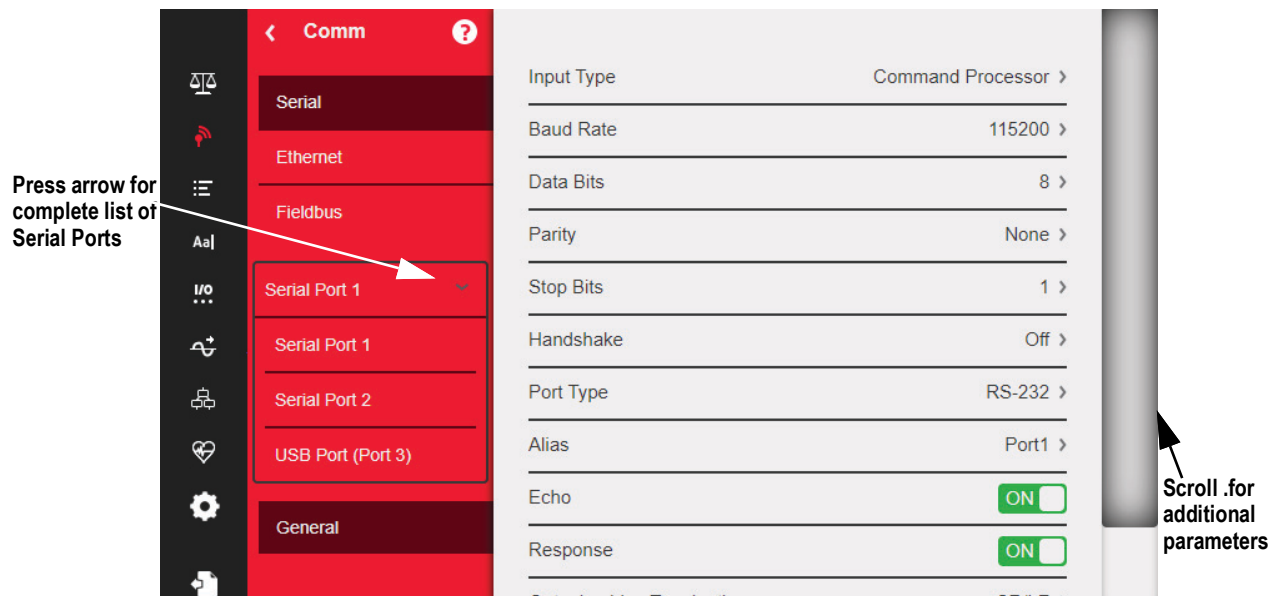 Comm
?
Serial
Ethernet
Fieldbus
Serial Port 1
Serial Port 1
Serial Port 2
USB Port (Port 3)
General
Aa
I/O
Input Type Command Processor
Baud Rate 115200
Data Bits 8
Parity None
Stop Bits 1
Handshake Off
Port Type RS-232
Alias Port1
Echo ON
Response ON
Press arrow for
complete list of
Serial Ports
Scroll .for
additional
parameters